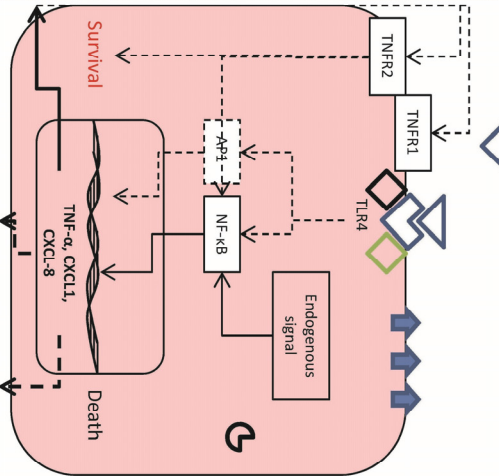 TNFR2
TNFR1
Survival
AP1
TLR4
NF-κB
Endogenous
signal
TNF-α, CXCL1,
CXCL-8
Death